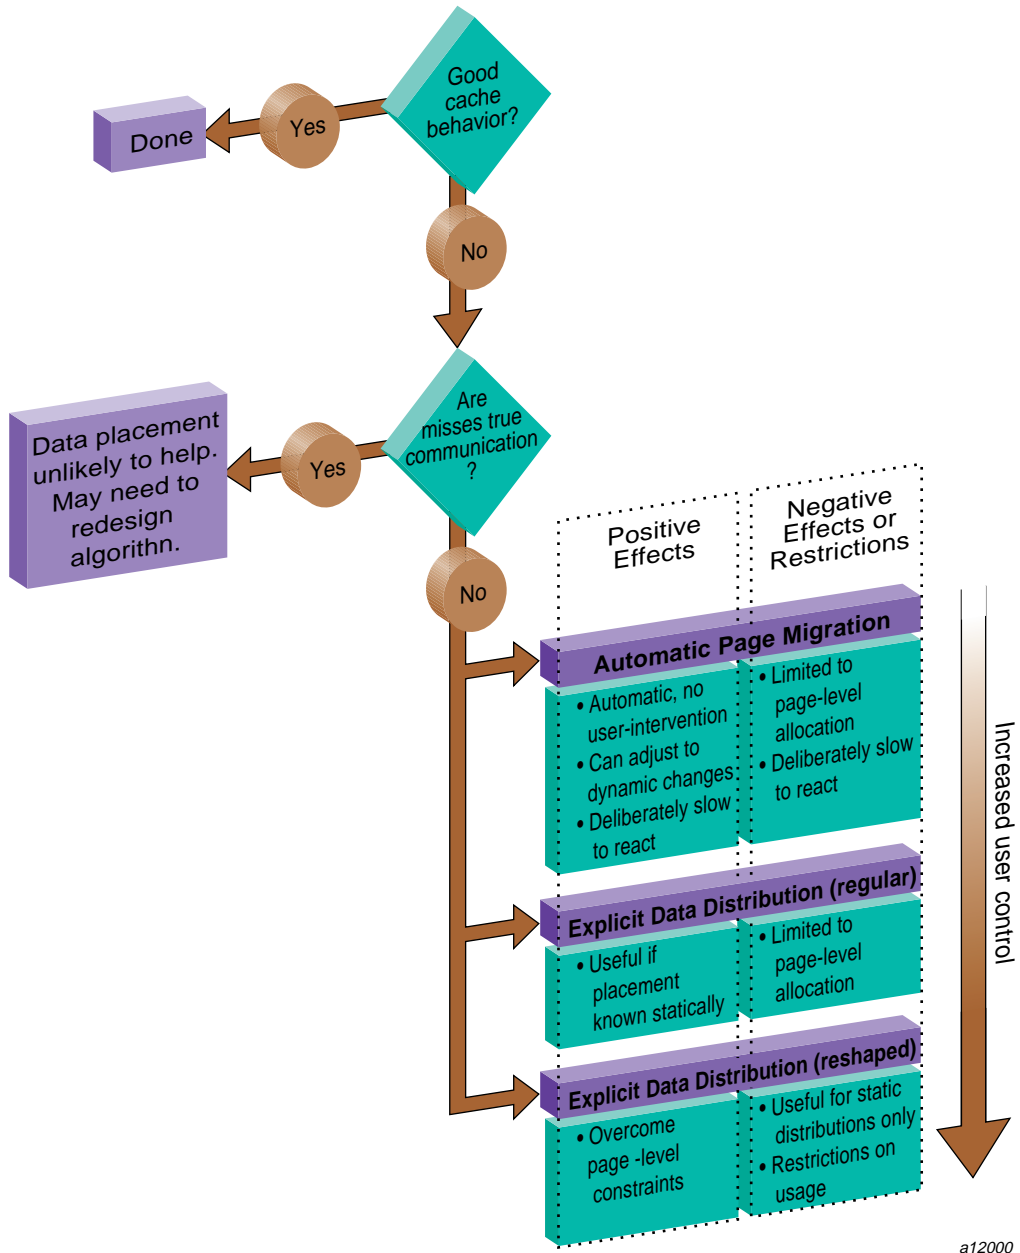 Good
cache
behavior?
Yes
Done
No
Are
misses true
communication
?
Yes
Data placement
unlikely to help.
May need to
redesign
algorithn.
No
Positive
Effects
Negative
Effects or
Restrictions
Automatic Page Migration
• Automatic, no
user-intervention
• Can adjust to
dynamic changes
• Deliberately slow
to react
• Limited to
page-level
allocation
• Deliberately slow
to react
Explicit Data Distribution (regular)
• Useful if
placement
known statically
• Limited to
page-level
allocation
Explicit Data Distribution (reshaped)
• Overcome
page -level
constraints
• Useful for static
distributions only
• Restrictions on
usage
Increased user control
a12000